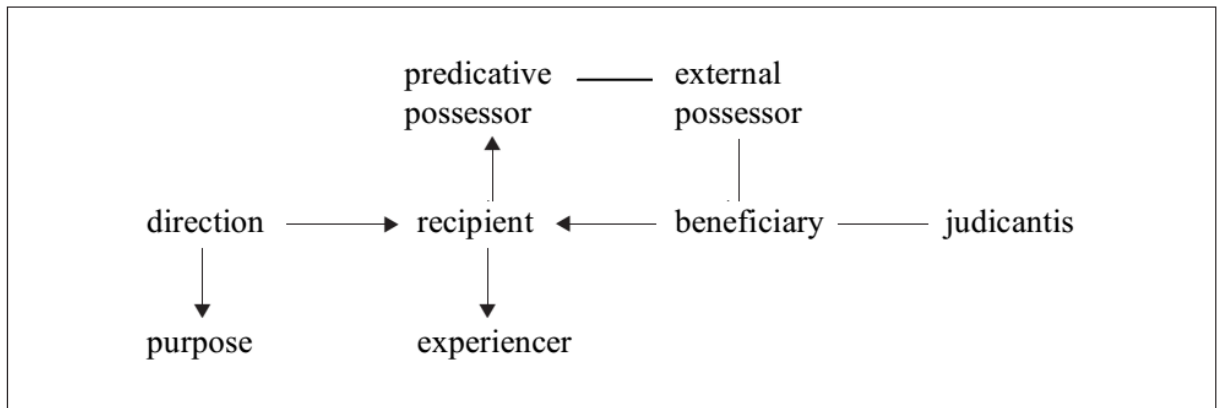 predicative external
possessor possessor
direction recipient beneficiary judicantis
purpose experiencer